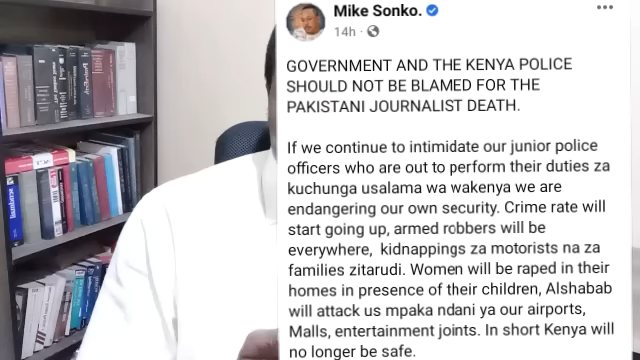 Mike Sonko.
14h
GOVERNMENT AND THE KENYA POLICE
SHOULD NOT BE BLAMED FOR THE
PAKISTANI JOURNALIST DEATH.
If we continue to intimidate our junior police
officers who are out to perform their duties za
kuchunga usalama wa wakenya we are
endangering our own security. Crime rate will
start going up, armed robbers will be
everywhere, kidnappings za motorists na za
families zitarudi. Women will be raped in their
homes in presence of their children, Alshabab
will attack us mpaka ndani ya our airports,
Malls, entertainment joints. In short Kenya will
no longer be safe.